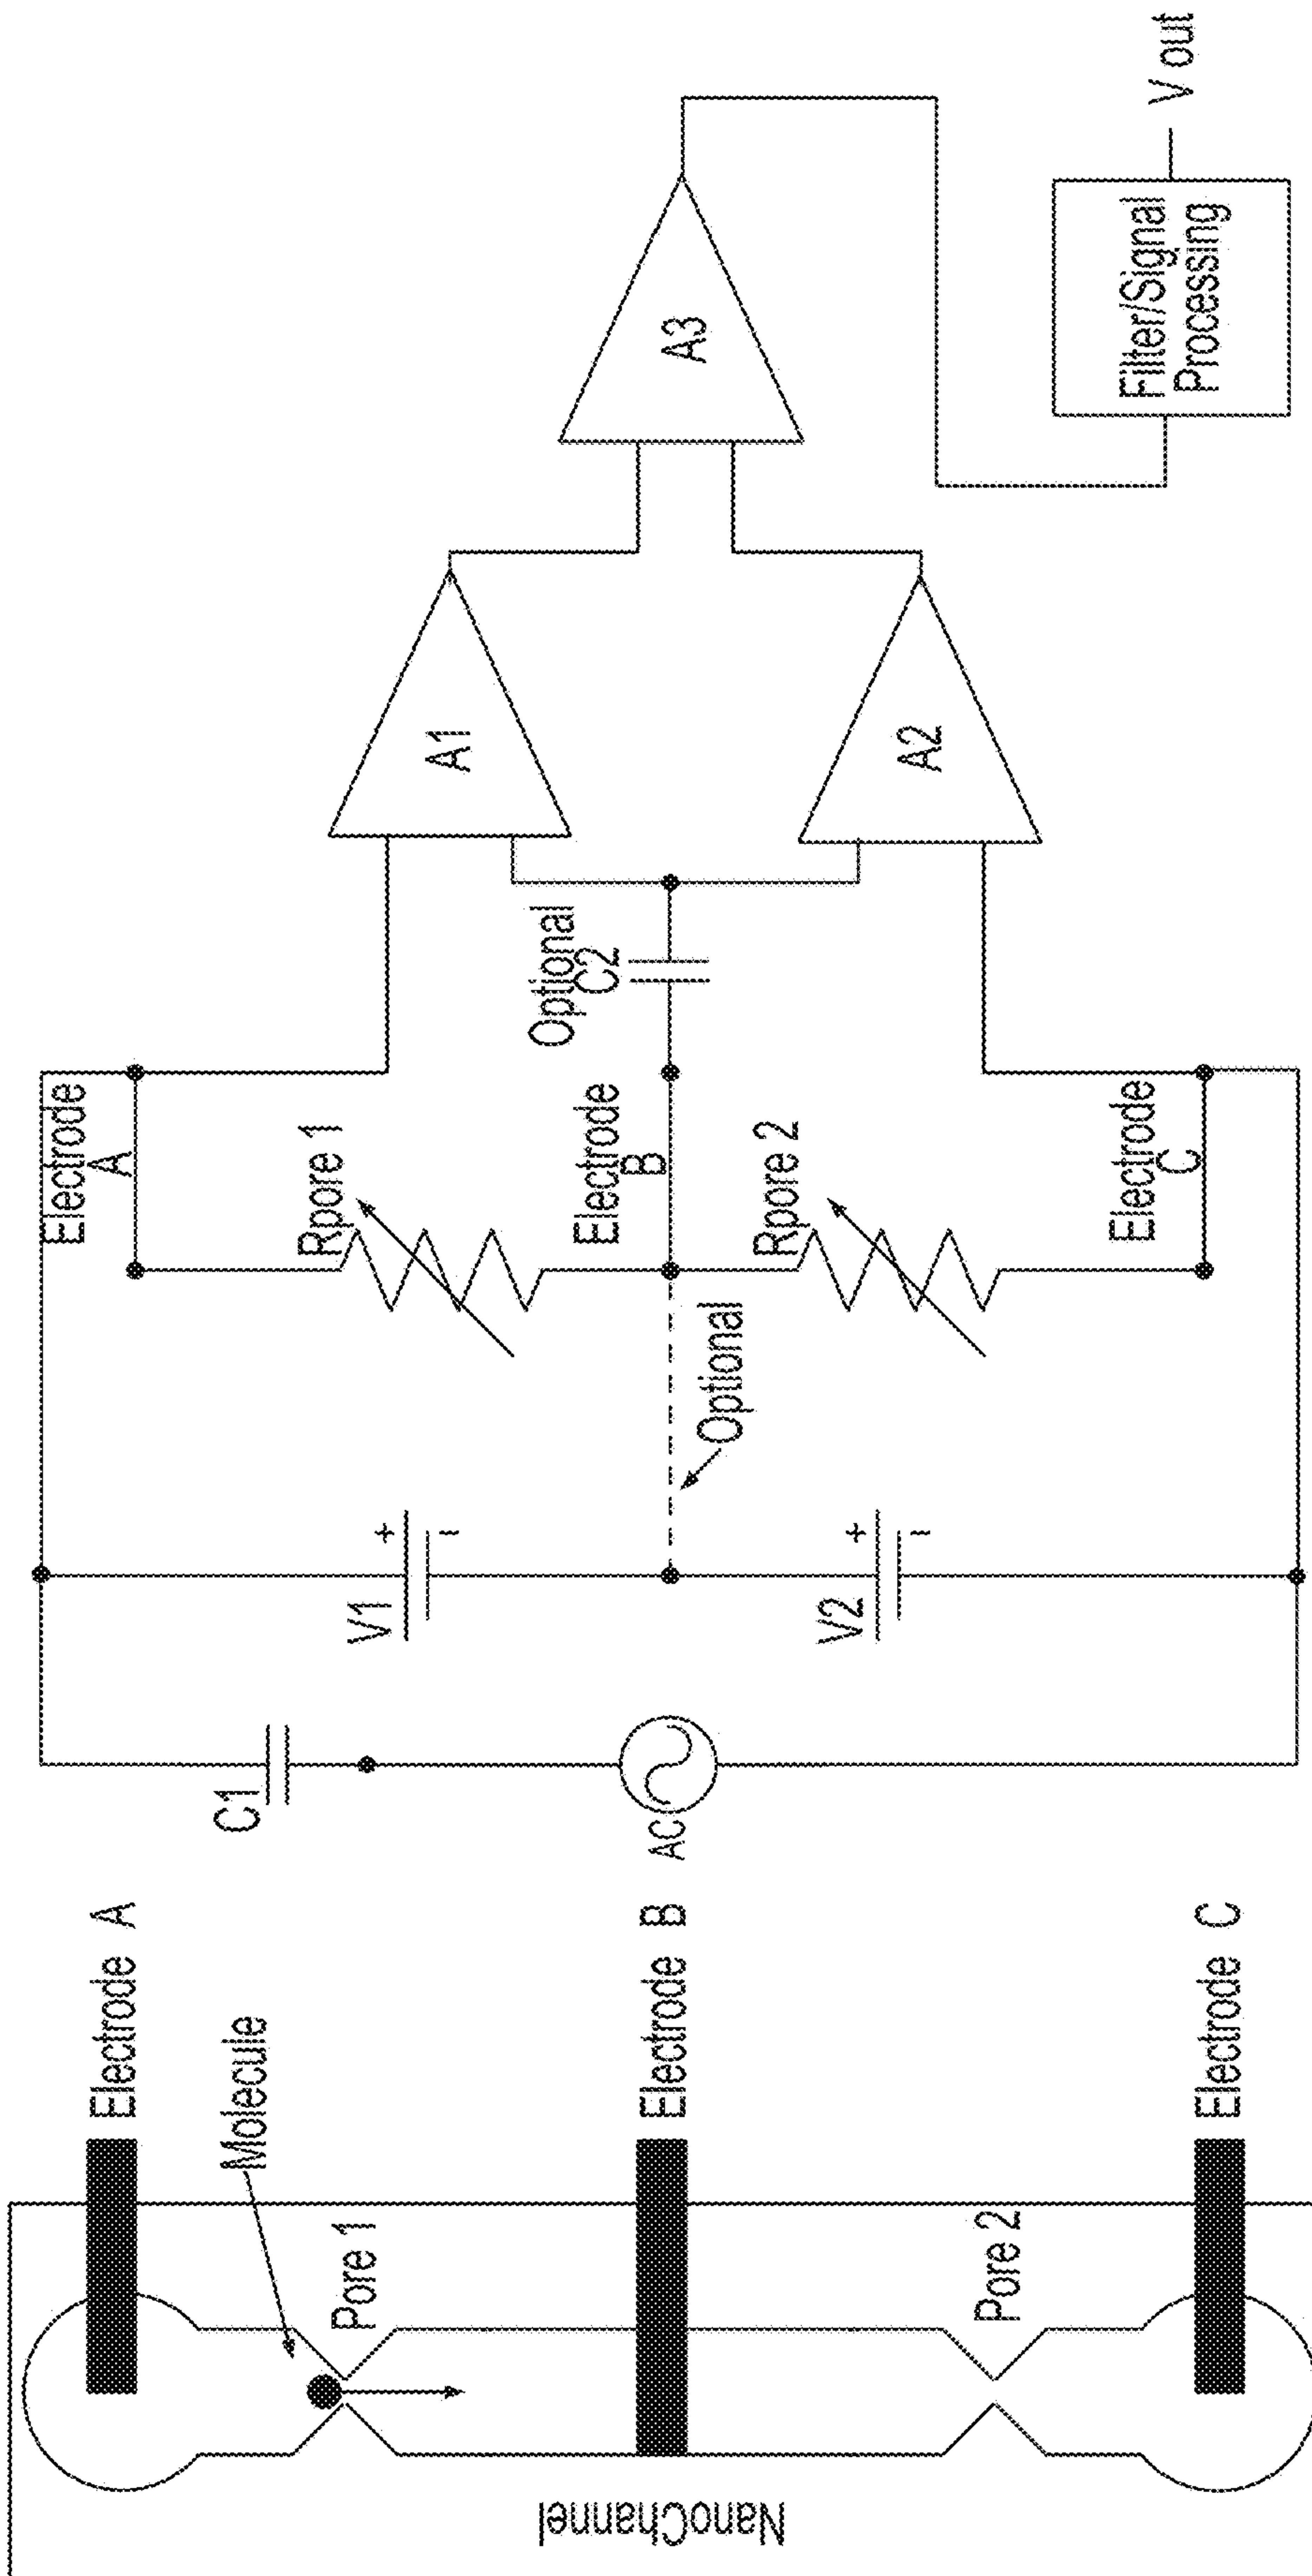 NanoChannel
Electrode A
Molecule
Pore 1
Electrode B
Pore 2
Electrode C
C1
AC
V1
+
-
V2
+
-
Optional
Electrode
A
Rpore 1
Electrode
B
Rpore 2
Electrode
C
Optional
C2
A1
A2
A3
Filter/Signal
Processing
V out